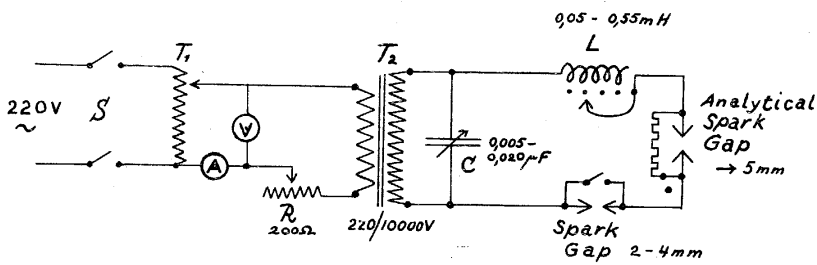 0,05 - 0,55mH
L
T1
T2
220V
~
S
V
A
R
200Ω
220/10000V
C
0,005-
0,020μF
Analytical
Spark
Gap
→ 5mm
Spark
Gap 2-4mm